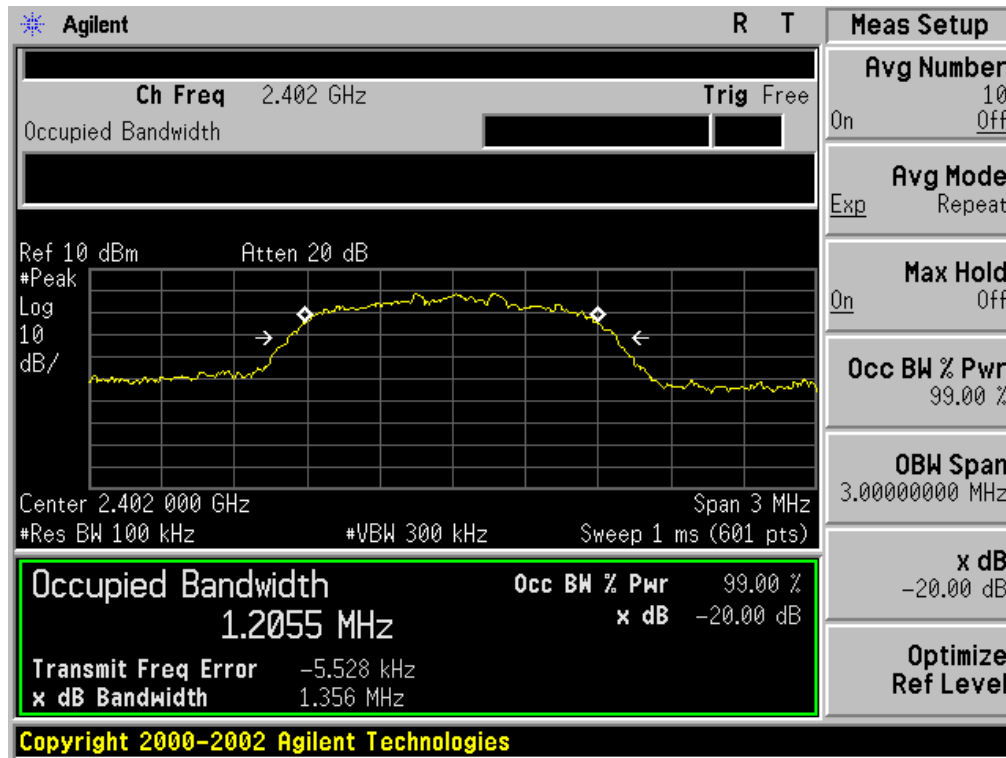 Agilent R T
Ch Freq 2.402 GHz Trig Free
Occupied Bandwidth
Ref 10 dBm Atten 20 dB
#Peak
Log
10
dB/
Center 2.402 000 GHz Span 3 MHz
#Res BW 100 kHz #VBW 300 kHz Sweep 1 ms (601 pts)
Occupied Bandwidth Occ BW % Pwr 99.00 %
1.2055 MHz x dB -20.00 dB
Transmit Freq Error -5.528 kHz
x dB Bandwidth 1.356 MHz
Copyright 2000-2002 Agilent Technologies
Meas Setup
Avg Number
10
On Off
Avg Mode
Exp Repeat
Max Hold
On Off
Occ BW % Pwr
99.00 %
OBW Span
3.00000000 MHz
x dB
-20.00 dB
Optimize
Ref Level